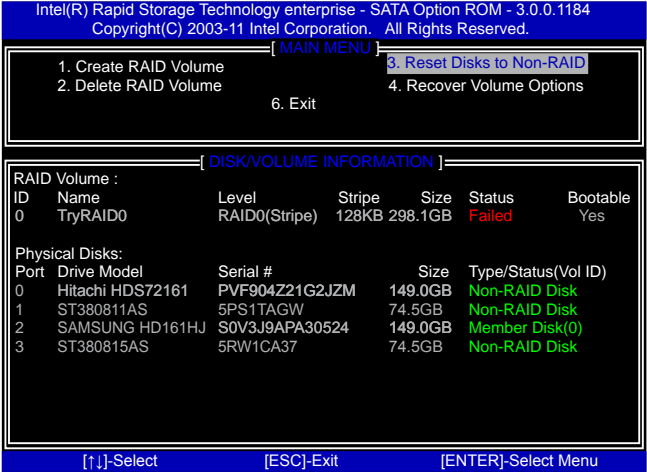 Intel(R) Rapid Storage Technology enterprise - SATA Option ROM - 3.0.0.1184
Copyright(C) 2003-11 Intel Corporation. All Rights Reserved.
[ MAIN MENU ]
1. Create RAID Volume 3. Reset Disks to Non-RAID
2. Delete RAID Volume 4. Recover Volume Options
6. Exit
[ DISK/VOLUME INFORMATION ]
RAID Volume :
ID Name Level Stripe Size Status Bootable
0 TryRAID0 RAID0(Stripe) 128KB 298.1GB Failed Yes
Physical Disks:
Port Drive Model Serial # Size Type/Status(Vol ID)
0 Hitachi HDS72161 PVF904Z21G2JZM 149.0GB Non-RAID Disk
1 ST380811AS 5PS1TAGW 74.5GB Non-RAID Disk
2 SAMSUNG HD161HJ S0V3J9APA30524 149.0GB Member Disk(0)
3 ST380815AS 5RW1CA37 74.5GB Non-RAID Disk
[↑↓]-Select [ESC]-Exit [ENTER]-Select Menu